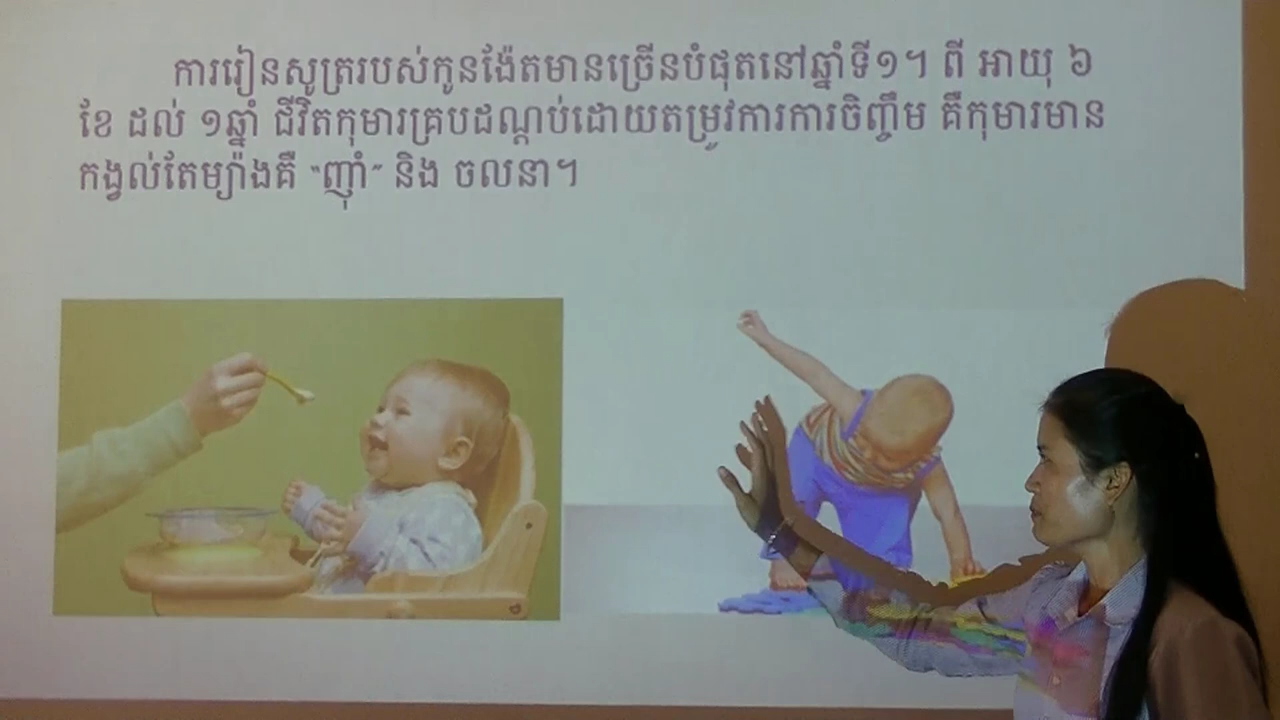 ការរៀនសូត្ររបស់កូនង៉ែតមានច្រើនបំផុតនៅឆ្នាំទី១។ ពី អាយុ ៦
ខែ ដល់ ១ឆ្នាំ ជីវិតកុមារគ្របដណ្ដប់ដោយតម្រូវការការចិញ្ចឹម គឺកុមារមាន
កង្វល់តែម្យ៉ាងគឺ “ញ៉ាំ” និង ចលនា។